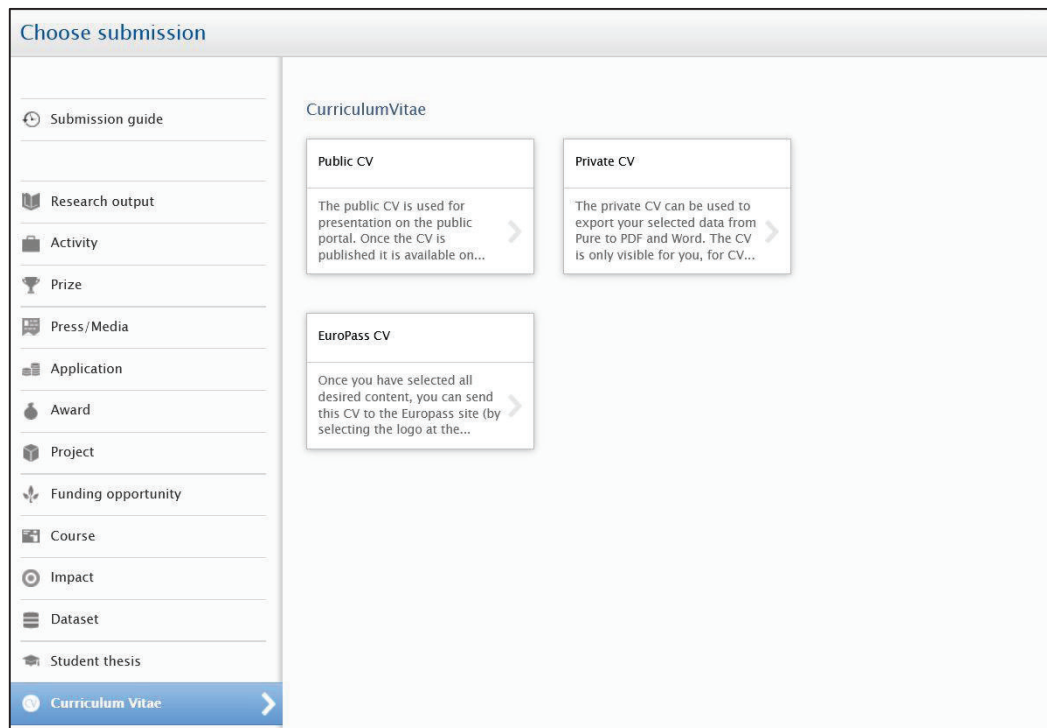 Choose submission
Submission guide
Research output
Activity
Prize
Press/Media
Application
Award
Project
Funding opportunity
Course
Impact
Dataset
Student thesis
CV
Curriculum Vitae
CurriculumVitae
Public CV
The public CV is used for
presentation on the public
portal. Once the CV is
published it is available on...
Private CV
The private CV can be used to
export your selected data from
Pure to PDF and Word. The CV
is only visible for you, for CV...
EuroPass CV
Once you have selected all
desired content, you can send
this CV to the Europass site (by
selecting the logo at the...